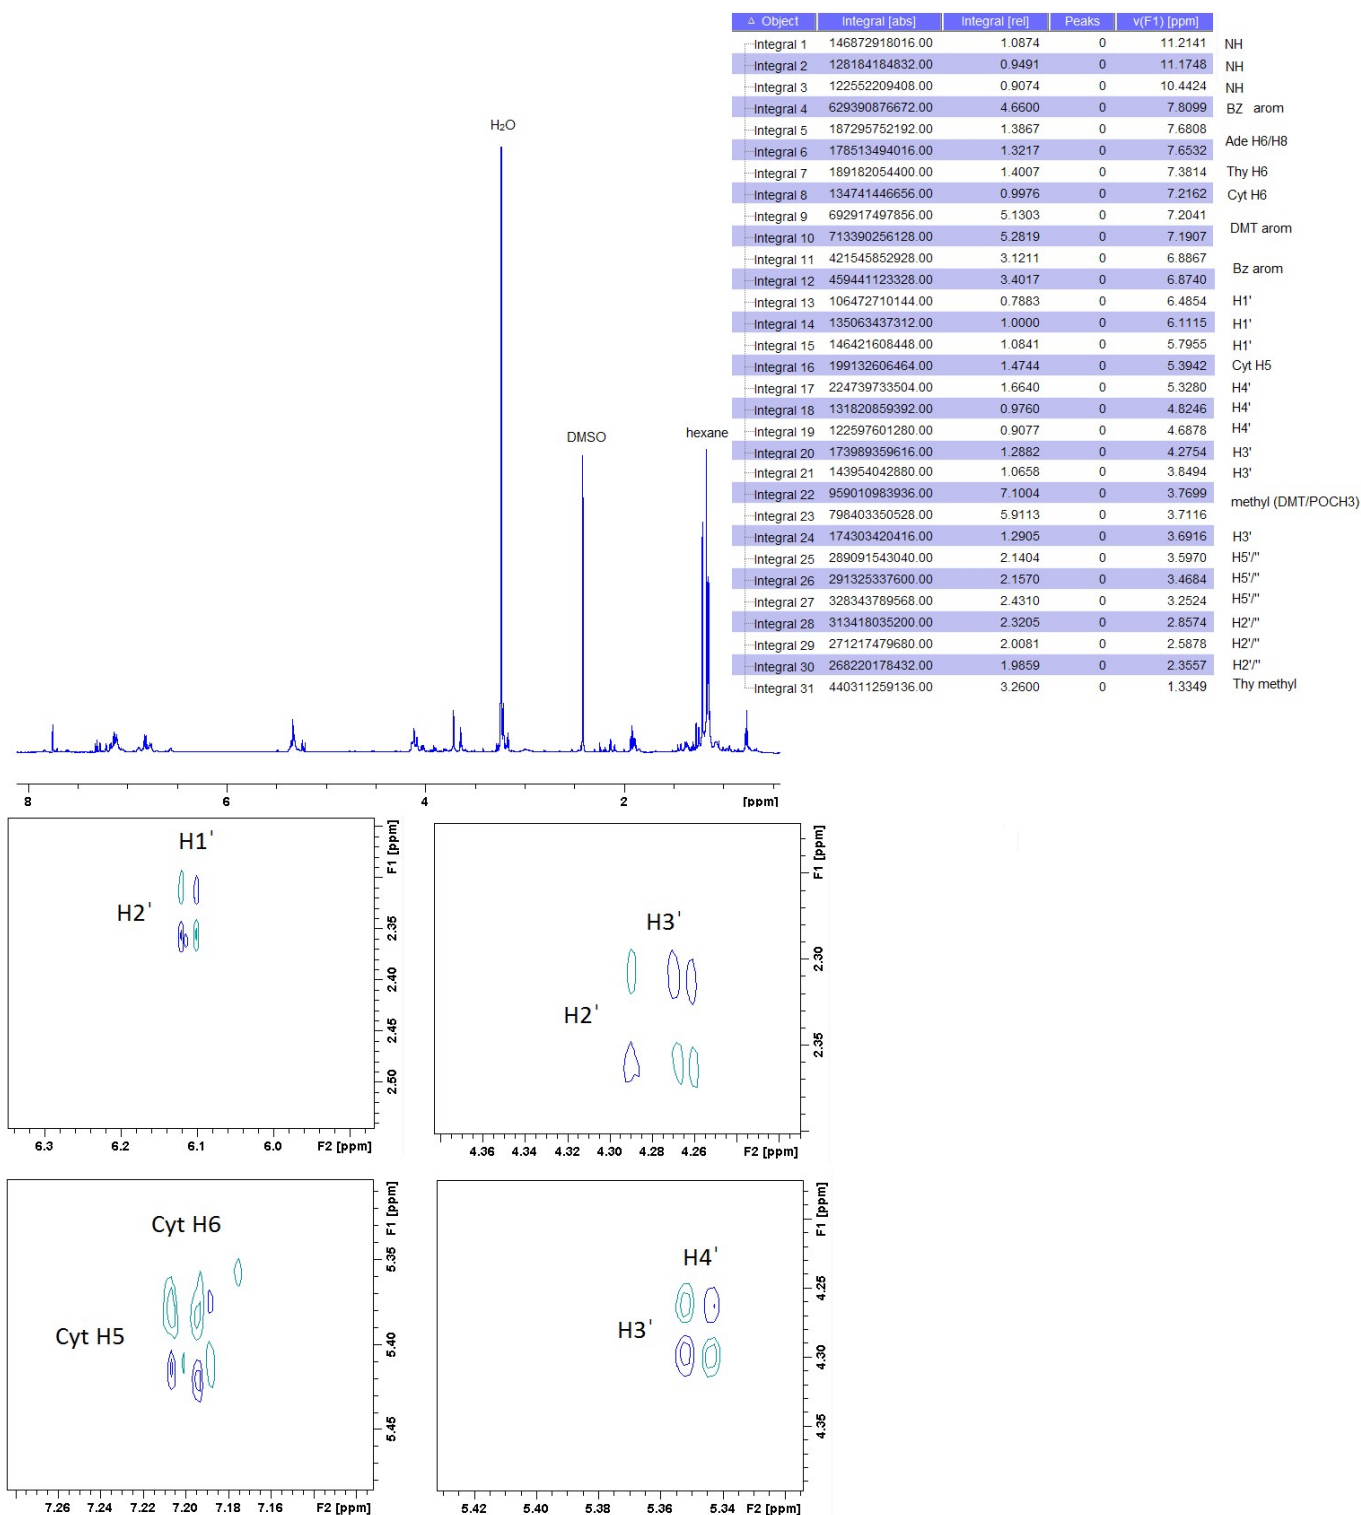 △ Object Integral [abs] Integral [rel] Peaks v(F1) [ppm]
Integral 1 146872918016.00 1.0874 0 11.2141 NH
Integral 2 128184184832.00 0.9491 0 11.1748 NH
Integral 3 122552209408.00 0.9074 0 10.4424 NH
Integral 4 629390876672.00 4.6600 0 7.8099 BZ arom
Integral 5 187295752192.00 1.3867 0 7.6808
Ade H6/H8
Integral 6 178513494016.00 1.3217 0 7.6532
Integral 7 189182054400.00 1.4007 0 7.3814 Thy H6
Integral 8 134741446656.00 0.9976 0 7.2162 Cyt H6
Integral 9 692917497856.00 5.1303 0 7.2041
DMT arom
Integral 10 713390256128.00 5.2819 0 7.1907
Integral 11 421545852928.00 3.1211 0 6.8867
Bz arom
Integral 12 459441123328.00 3.4017 0 6.8740
Integral 13 106472710144.00 0.7883 0 6.4854 H1'
Integral 14 135063437312.00 1.0000 0 6.1115 H1'
Integral 15 146421608448.00 1.0841 0 5.7955 H1'
Integral 16 199132606464.00 1.4744 0 5.3942 Cyt H5
Integral 17 224739733504.00 1.6640 0 5.3280 H4'
Integral 18 131820859392.00 0.9760 0 4.8246 H4'
Integral 19 122597601280.00 0.9077 0 4.6878 H4'
Integral 20 173989359616.00 1.2882 0 4.2754 H3'
Integral 21 143954042880.00 1.0658 0 3.8494 H3'
Integral 22 959010983936.00 7.1004 0 3.7699
methyl (DMT/POCH3)
Integral 23 798403350528.00 5.9113 0 3.7116
Integral 24 174303420416.00 1.2905 0 3.6916 H3'
Integral 25 289091543040.00 2.1404 0 3.5970 H5'/"
Integral 26 291325337600.00 2.1570 0 3.4684 H5'/"
Integral 27 328343789568.00 2.4310 0 3.2524 H5'/"
Integral 28 313418035200.00 2.3205 0 2.8574 H2'/"
Integral 29 271217479680.00 2.0081 0 2.5878 H2'/"
Integral 30 268220178432.00 1.9859 0 2.3557 H2'/"
Integral 31 440311259136.00 3.2600 0 1.3349 Thy methyl
H₂O
DMSO
hexane
8 6 4 2 [ppm]
H1'
H2'
F1 [ppm]
2.35
2.40
2.45
2.50
6.3 6.2 6.1 6.0 F2 [ppm]
H3'
H2'
F1 [ppm]
2.30
2.35
4.36 4.34 4.32 4.30 4.28 4.26 F2 [ppm]
Cyt H6
Cyt H5
F1 [ppm]
5.35
5.40
5.45
7.26 7.24 7.22 7.20 7.18 7.16 F2 [ppm]
H4'
H3'
F1 [ppm]
4.25
4.30
4.35
5.42 5.40 5.38 5.36 5.34 F2 [ppm]